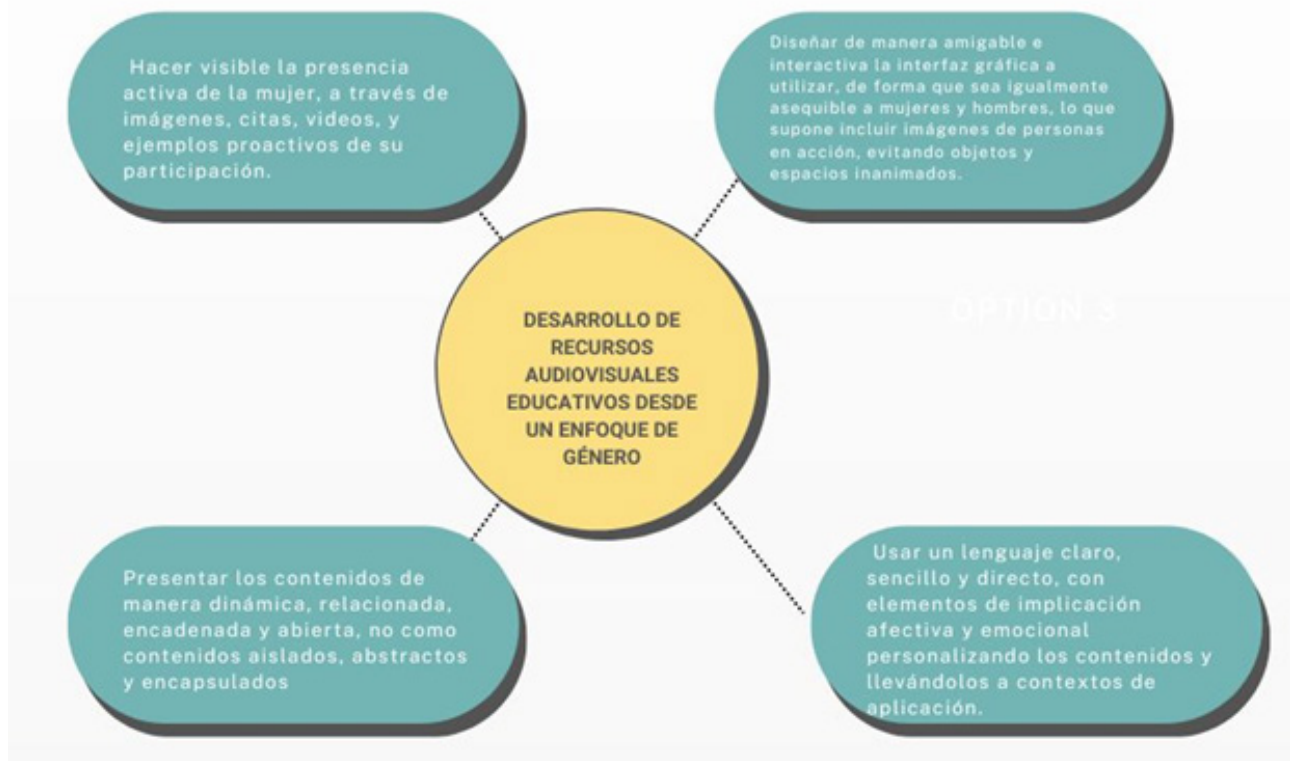 Hacer visible la presencia
activa de la mujer, a través de
imágenes, citas, videos, y
ejemplos proactivos de su
participación.
Diseñar de manera amigable e
interactiva la interfaz gráfica a
utilizar, de forma que sea igualmente
asequible a mujeres y hombres, lo que
supone incluir imágenes de personas
en acción, evitando objetos y
espacios inanimados.
OPTION 3
DESARROLLO DE
RECURSOS
AUDIOVISUALES
EDUCATIVOS DESDE
UN ENFOQUE DE
GÉNERO
Presentar los contenidos de
manera dinámica, relacionada,
encadenada y abierta, no como
contenidos aislados, abstractos
y encapsulados
Usar un lenguaje claro,
sencillo y directo, con
elementos de implicación
afectiva y emocional
personalizando los contenidos y
llevándolos a contextos de
aplicación.